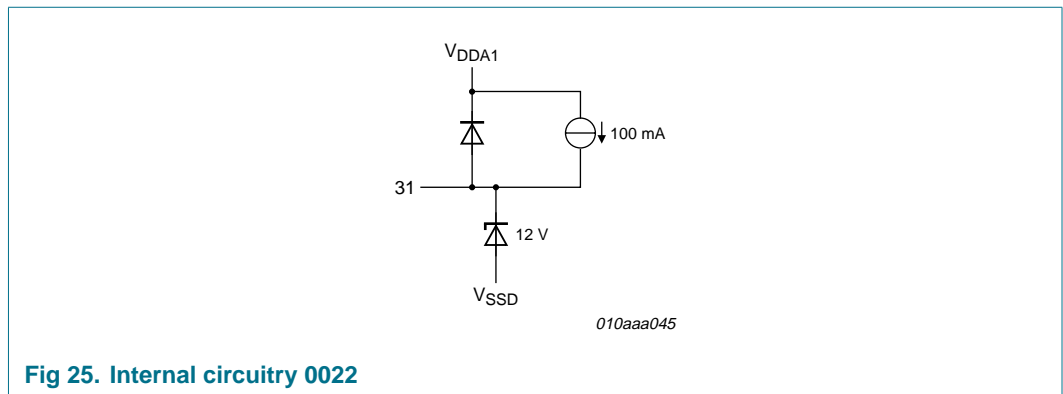 VDDA1
100 mA
31
12 V
VSSD
010aaa045
Fig 25. Internal circuitry 0022